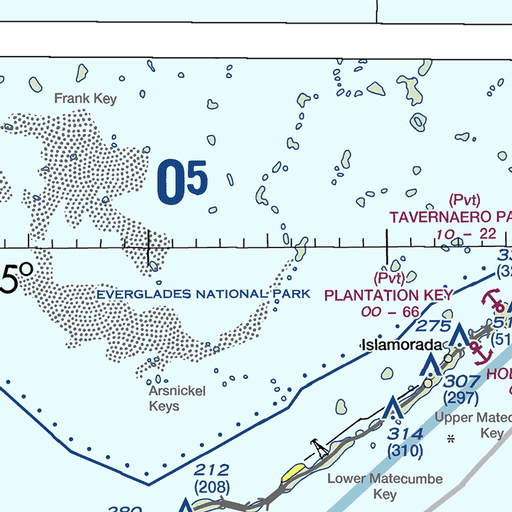 Frank Key
05
(Pvt)
TAVERNAERO PA
10 – 22
5°
EVERGLADES NATIONAL PARK
(Pvt)
PLANTATION KEY
00 – 66
275
Islamorada
307
(297)
Arsnickel
Keys
314
(310)
Upper Matec
Key
212
(208)
Lower Matecumbe
Key